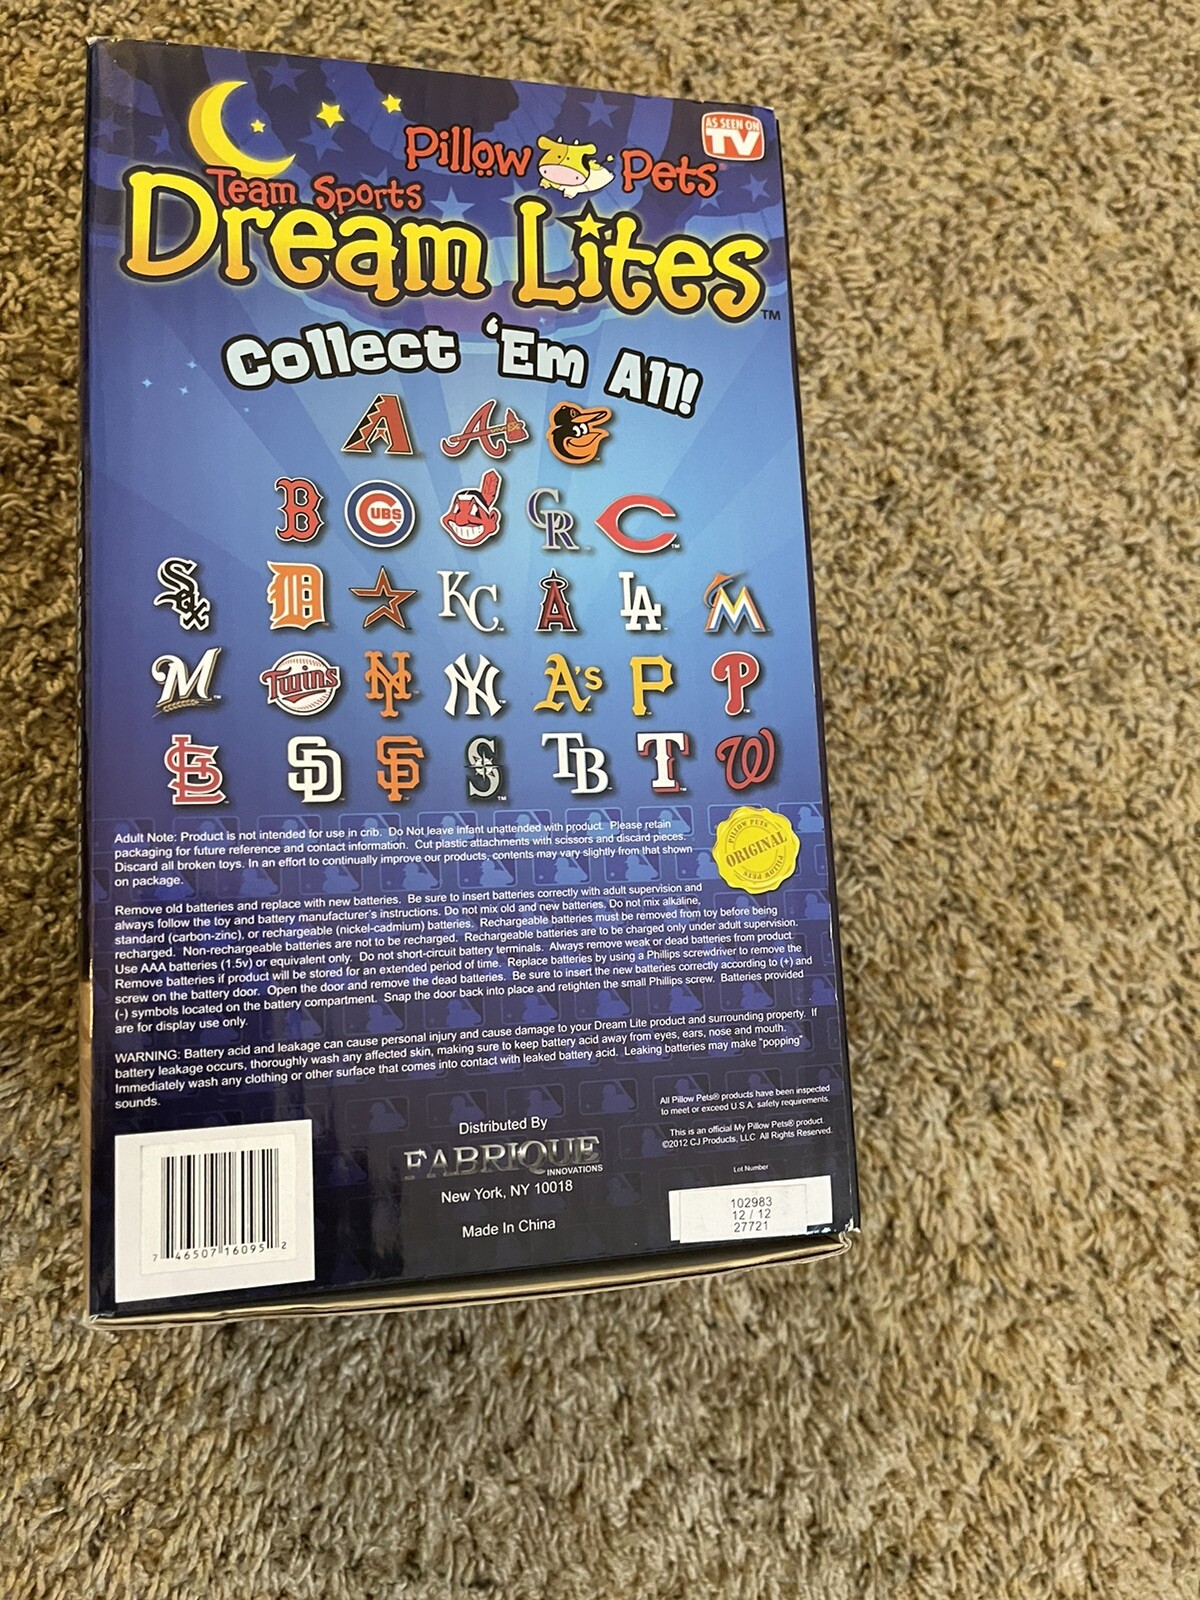 AS SEEN ON
TV
Pillow Pets
Team Sports
Dream Lites™
Collect 'Em All!
A A
B CUBS CR C
Sox D KC A LA M
M Twins NY NY A's P P
STL SD SF S TB T W
Adult Note: Product is not intended for use in crib. Do Not leave infant unattended with product. Please retain
packaging for future reference and contact information. Cut plastic attachments with scissors and discard pieces.
Discard all broken toys. In an effort to continually improve our products, contents may vary slightly from that shown
on package.
PILLOW PETS
ORIGINAL
PILLOW PETS
Remove old batteries and replace with new batteries. Be sure to insert batteries correctly with adult supervision and
always follow the toy and battery manufacturer's instructions. Do not mix old and new batteries. Do not mix alkaline,
standard (carbon-zinc), or rechargeable (nickel-cadmium) batteries. Rechargeable batteries must be removed from toy before being
recharged. Non-rechargeable batteries are not to be recharged. Rechargeable batteries are to be charged only under adult supervision.
Use AAA batteries (1.5v) or equivalent only. Do not short-circuit battery terminals. Always remove weak or dead batteries from product.
Remove batteries if product will be stored for an extended period of time. Replace batteries by using a Phillips screwdriver to remove the
screw on the battery door. Open the door and remove the dead batteries. Be sure to insert the new batteries correctly according to (+) and
(-) symbols located on the battery compartment. Snap the door back into place and retighten the small Phillips screw. Batteries provided
are for display use only.
WARNING: Battery acid and leakage can cause personal injury and cause damage to your Dream Lite product and surrounding property. If
battery leakage occurs, thoroughly wash any affected skin, making sure to keep battery acid away from eyes, ears, nose and mouth.
Immediately wash any clothing or other surface that comes into contact with leaked battery acid. Leaking batteries may make "popping"
sounds.
All Pillow Pets® products have been inspected
to meet or exceed U.S.A. safety requirements.
This is an official My Pillow Pets® product.
©2012 CJ Products, LLC All Rights Reserved.
Distributed By
FABRIQUE
INNOVATIONS
New York, NY 10018
Made In China
Lot Number
102983
12 / 12
27721
7 46507 16095 2